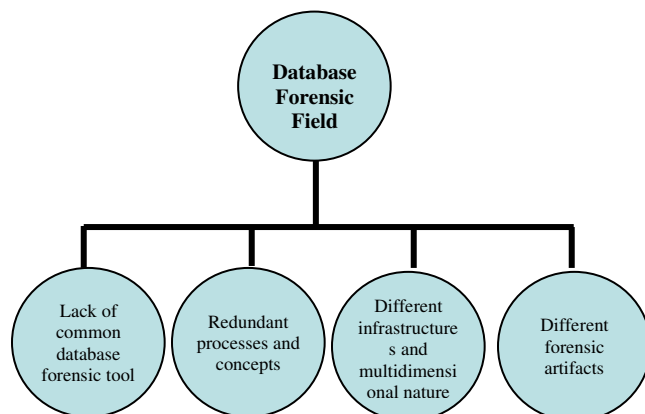 Database
Forensic
Field
Lack of
common
database
forensic tool
Redundant
processes and
concepts
Different
infrastructure
s and
multidimensi
onal nature
Different
forensic
artifacts